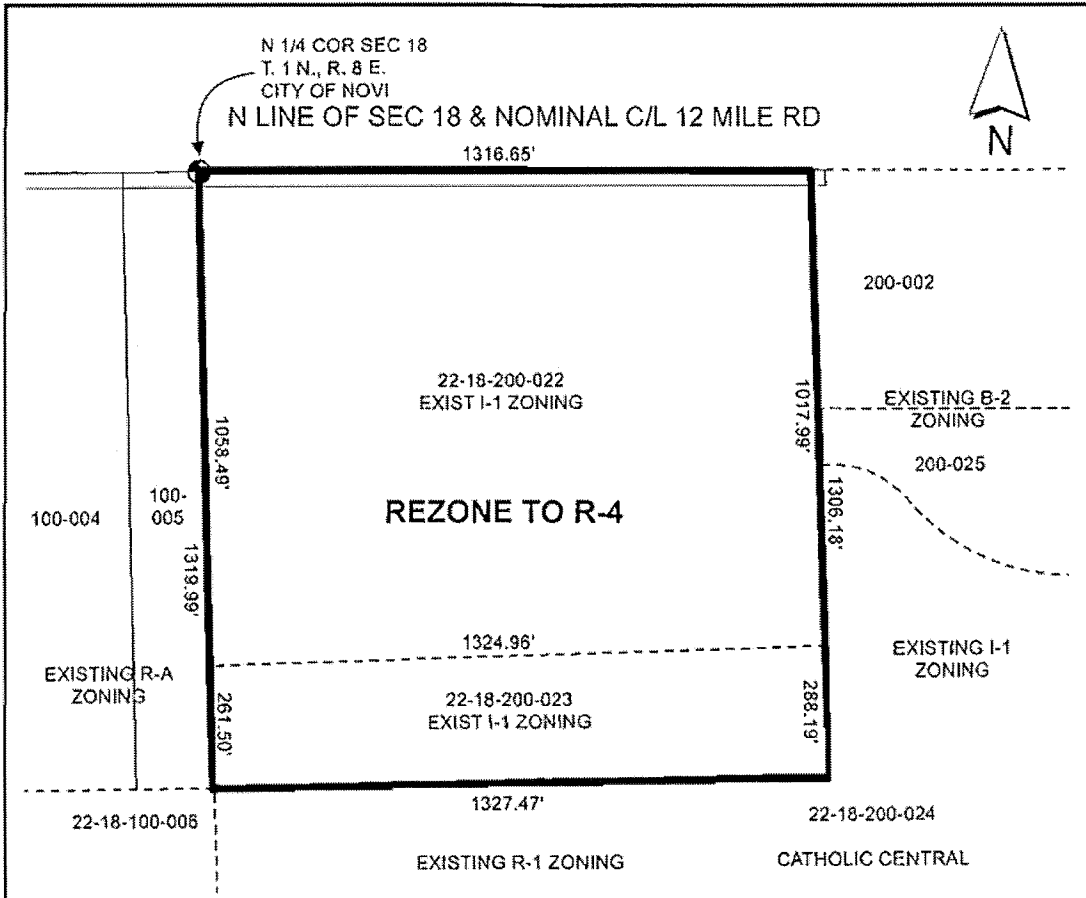 N 1/4 COR SEC 18
T. 1 N., R. 8 E.
CITY OF NOVI
N LINE OF SEC 18 & NOMINAL C/L 12 MILE RD
N
1316.65'
200-002
22-18-200-022
EXIST I-1 ZONING
1058.49'
1017.99'
EXISTING B-2
ZONING
200-025
100-004
100-
005
REZONE TO R-4
1306.18'
1319.99'
1324.96'
EXISTING R-A
ZONING
EXISTING I-1
ZONING
261.50'
22-18-200-023
EXIST I-1 ZONING
288.19'
1327.47'
22-18-100-006
22-18-200-024
EXISTING R-1 ZONING
CATHOLIC CENTRAL